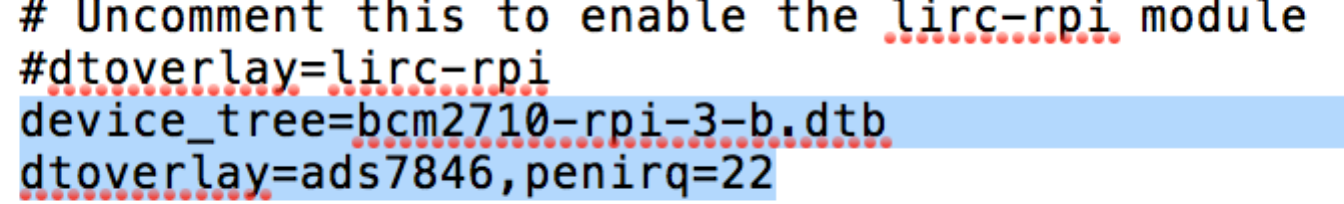 # Uncomment this to enable the lirc-rpi module
#dtoverlay=lirc-rpi
device_tree=bcm2710-rpi-3-b.dtb
dtoverlay=ads7846,penirq=22